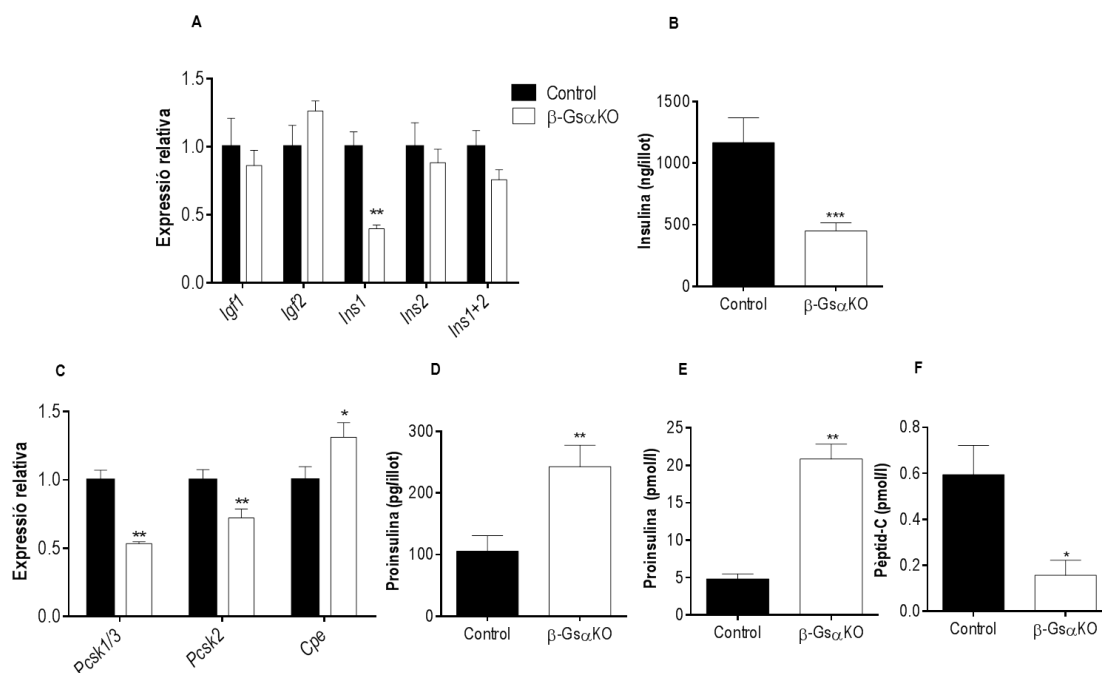 A
Expressió relativa
1.5
1.0
0.5
0.0
Igf1
Igf2
Ins1
Ins2
Ins1+2
**
Control
β-GsαKO
B
Insulina (ng/illot)
1500
1000
500
0
***
Control
β-GsαKO
C
Expressió relativa
1.5
1.0
0.5
0.0
**
**
*
Pcsk1/3
Pcsk2
Cpe
D
Proinsulina (pg/illot)
300
200
100
0
**
Control
β-GsαKO
E
Proinsulina (pmol/l)
25
20
15
10
5
0
**
Control
β-GsαKO
F
Pèptid-C (pmol/l)
0.8
0.6
0.4
0.2
0.0
*
Control
β-GsαKO